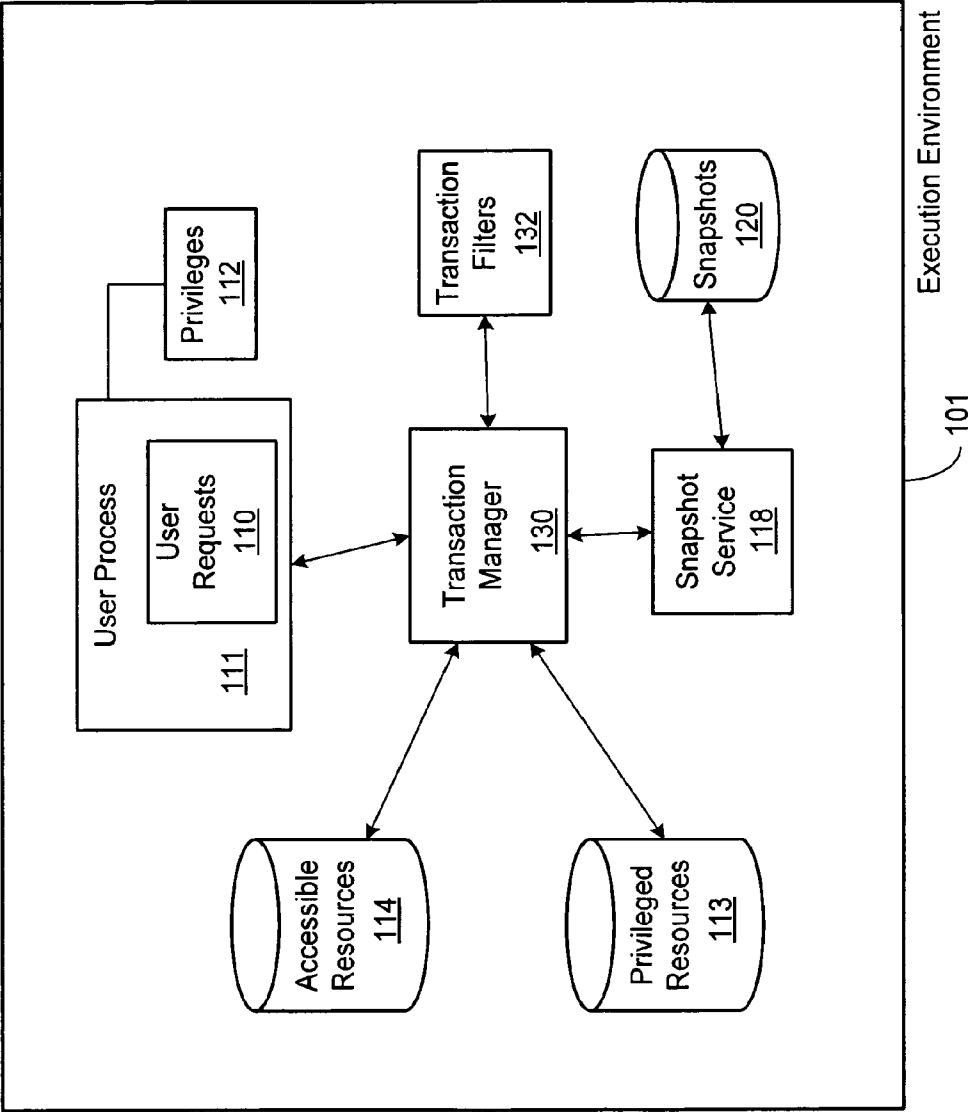 User Process
User
Requests
110
111
Privileges
112
Accessible
Resources
114
Transaction
Manager
130
Transaction
Filters
132
Privileged
Resources
113
Snapshot
Service
118
Snapshots
120
101
Execution Environment